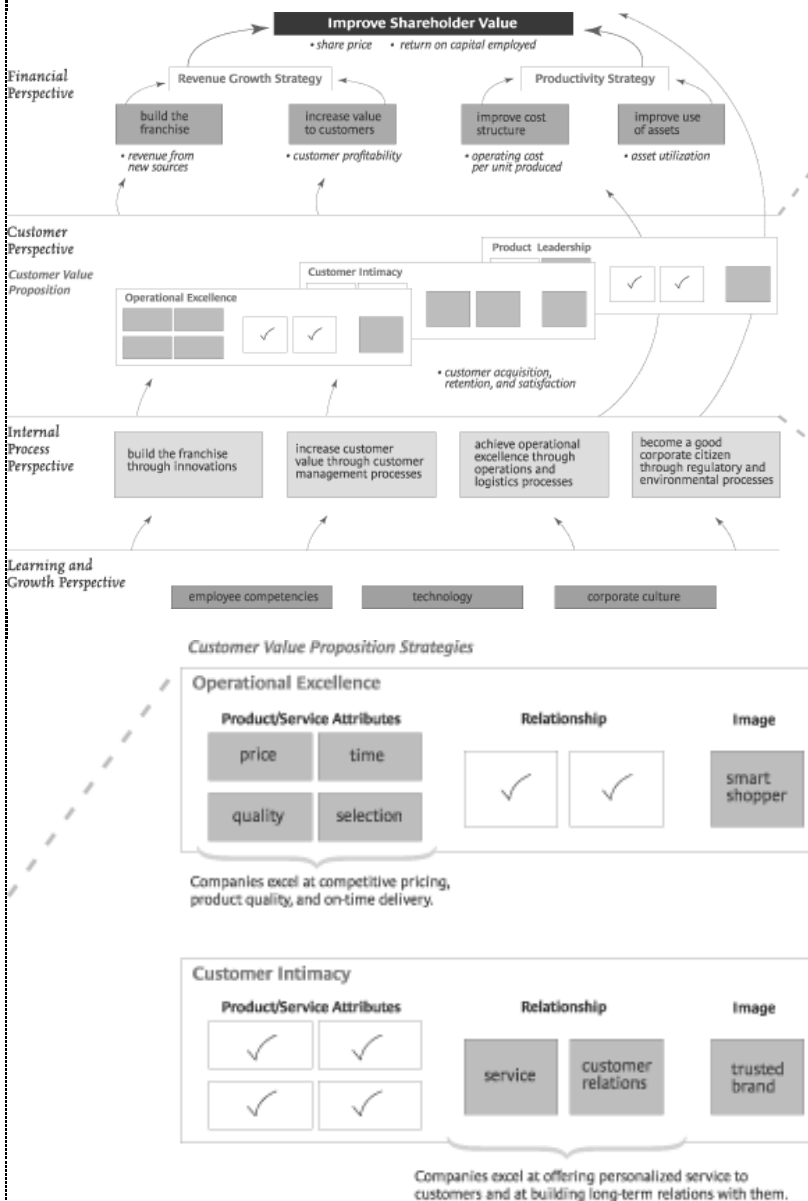 Improve Shareholder Value
• share price • return on capital employed
Financial
Perspective
Revenue Growth Strategy
Productivity Strategy
build the
franchise
increase value
to customers
improve cost
structure
improve use
of assets
• revenue from
new sources
• customer profitability
• operating cost
per unit produced
• asset utilization
Customer
Perspective
Customer Value
Proposition
Product Leadership
Customer Intimacy
Operational Excellence
• customer acquisition,
retention, and satisfaction
Internal
Process
Perspective
build the franchise
through innovations
increase customer
value through customer
management processes
achieve operational
excellence through
operations and
logistics processes
become a good
corporate citizen
through regulatory and
environmental processes
Learning and
Growth Perspective
employee competencies
technology
corporate culture
Customer Value Proposition Strategies
Operational Excellence
Product/Service Attributes
Relationship
Image
price
time
quality
selection
smart
shopper
Companies excel at competitive pricing,
product quality, and on-time delivery.
Customer Intimacy
Product/Service Attributes
Relationship
Image
service
customer
relations
trusted
brand
Companies excel at offering personalized service to
customers and at building long-term relations with them.